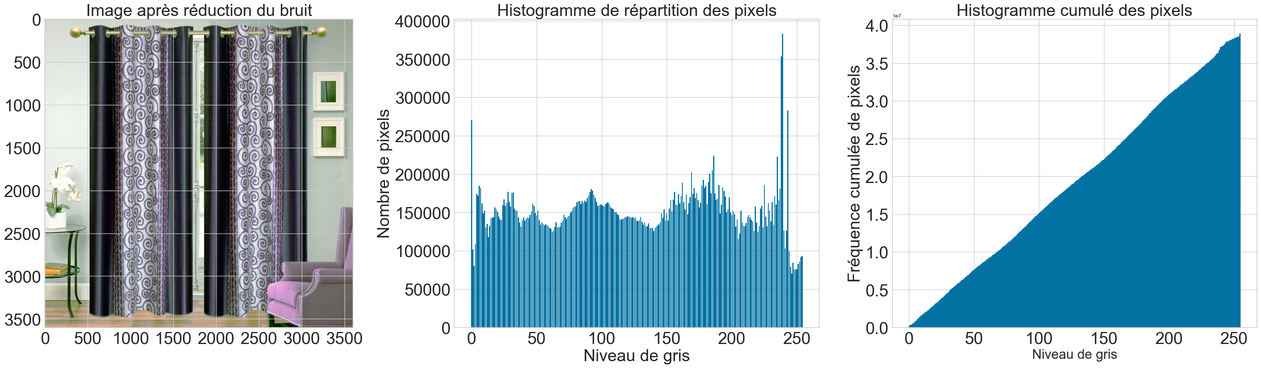 Image après réduction du bruit
0
500
1000
1500
2000
2500
3000
3500
0 500 1000 1500 2000 2500 3000 3500
Histogramme de répartition des pixels
Nombre de pixels
400000
350000
300000
250000
200000
150000
100000
50000
0
0 50 100 150 200 250
Niveau de gris
Histogramme cumulé des pixels
1e7
Fréquence cumulée de pixels
4.0
3.5
3.0
2.5
2.0
1.5
1.0
0.5
0.0
0 50 100 150 200 250
Niveau de gris